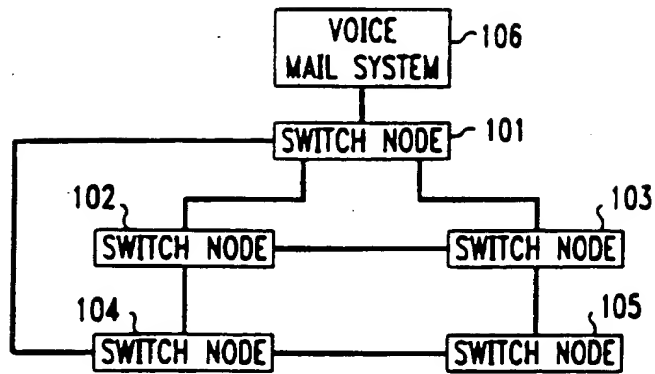 VOICE
MAIL SYSTEM
106
SWITCH NODE
101
102
103
SWITCH NODE
SWITCH NODE
104
105
SWITCH NODE
SWITCH NODE